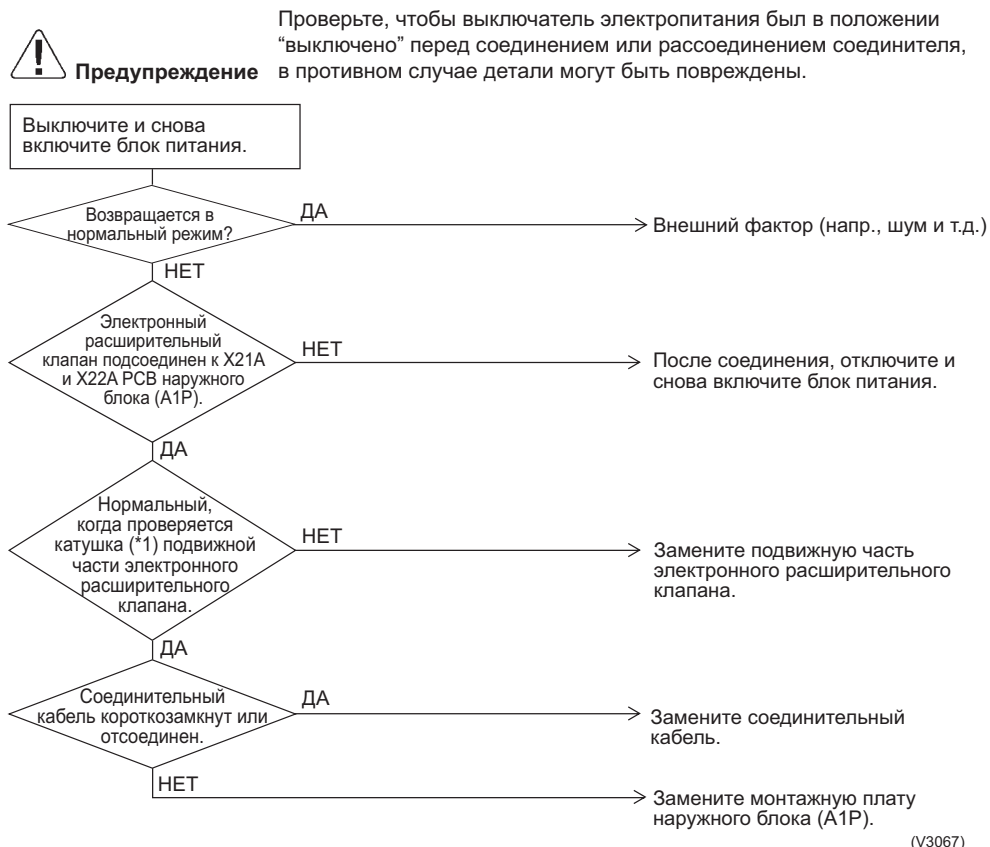 Проверьте, чтобы выключатель электропитания был в положении
“выключено” перед соединением или рассоединением соединителя,
Предупреждение в противном случае детали могут быть повреждены.
Выключите и снова
включите блок питания.
Возвращается в
нормальный режим?
ДА
Внешний фактор (напр., шум и т.д.)
НЕТ
Электронный
расширительный
клапан подсоединен к X21A
и X22A PCB наружного
блока (A1P).
НЕТ
После соединения, отключите и
снова включите блок питания.
ДА
Нормальный,
когда проверяется
катушка (*1) подвижной
части электронного
расширительного
клапана.
НЕТ
Замените подвижную часть
электронного расширительного
клапана.
ДА
Соединительный
кабель короткозамкнут или
отсоединен.
ДА
Замените соединительный
кабель.
НЕТ
Замените монтажную плату
наружного блока (A1P).
(V3067)